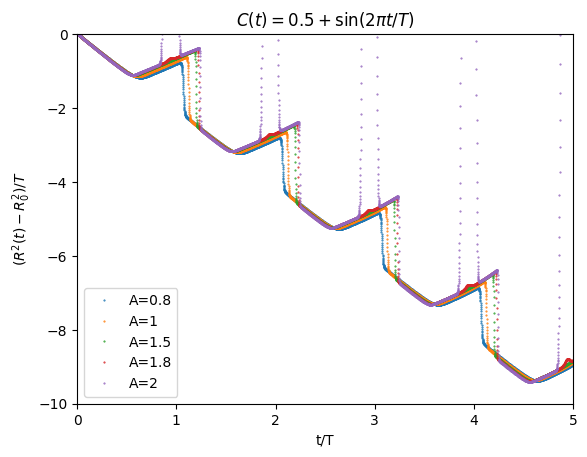 C(t) = 0.5 + sin(2πt/T)
(R²(t) − R₀²)/T
0
−2
−4
−6
−8
−10
A=0.8
A=1
A=1.5
A=1.8
A=2
0 1 2 3 4 5
t/T